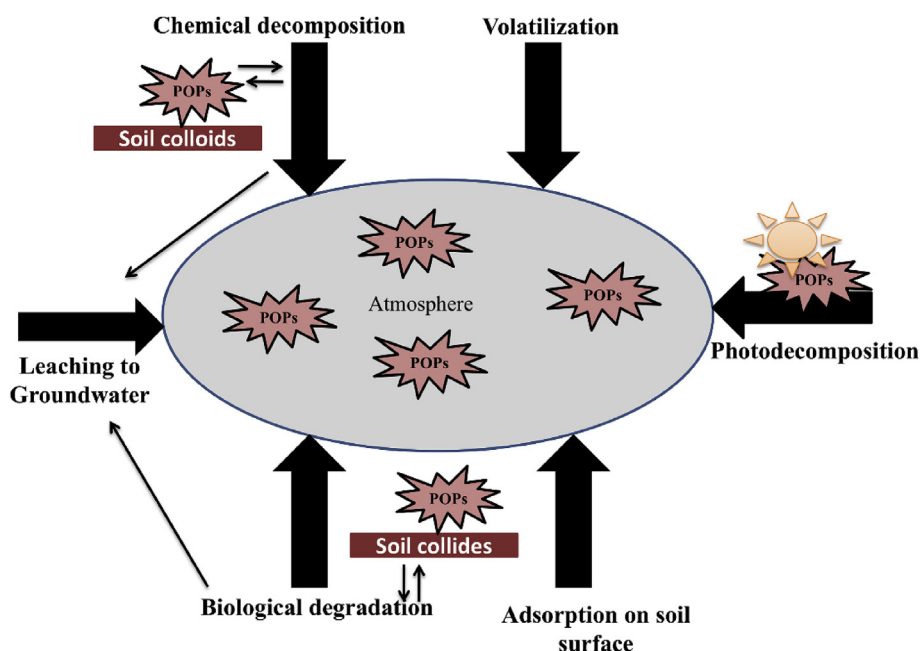 Chemical decomposition
Volatilization
POPs
Soil colloids
POPs
POPs
POPs
POPs
Atmosphere
POPs
Leaching to
Groundwater
Photodecomposition
POPs
Soil collides
Biological degradation
Adsorption on soil
surface